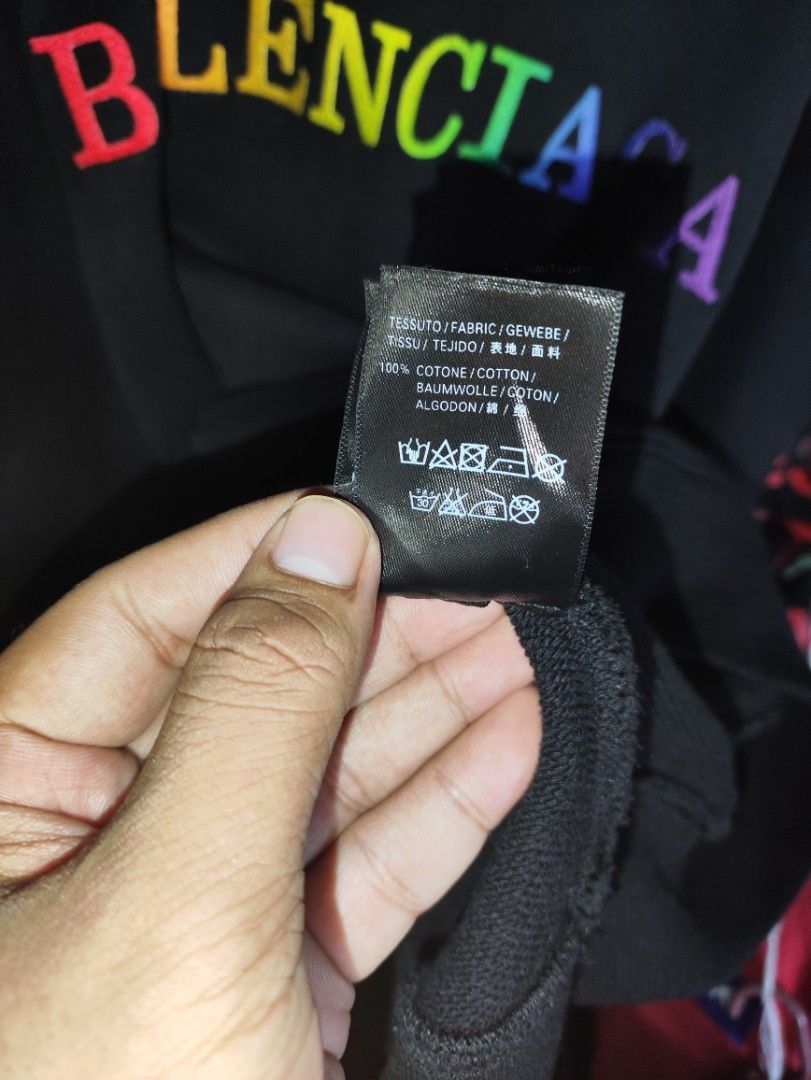 BLENCIAGA
TESSUTO / FABRIC / GEWEBE /
TISSU / TEJIDO / 表地 / 面料
100% COTONE / COTTON /
BAUMWOLLE / COTON /
ALGODON / 綿 /